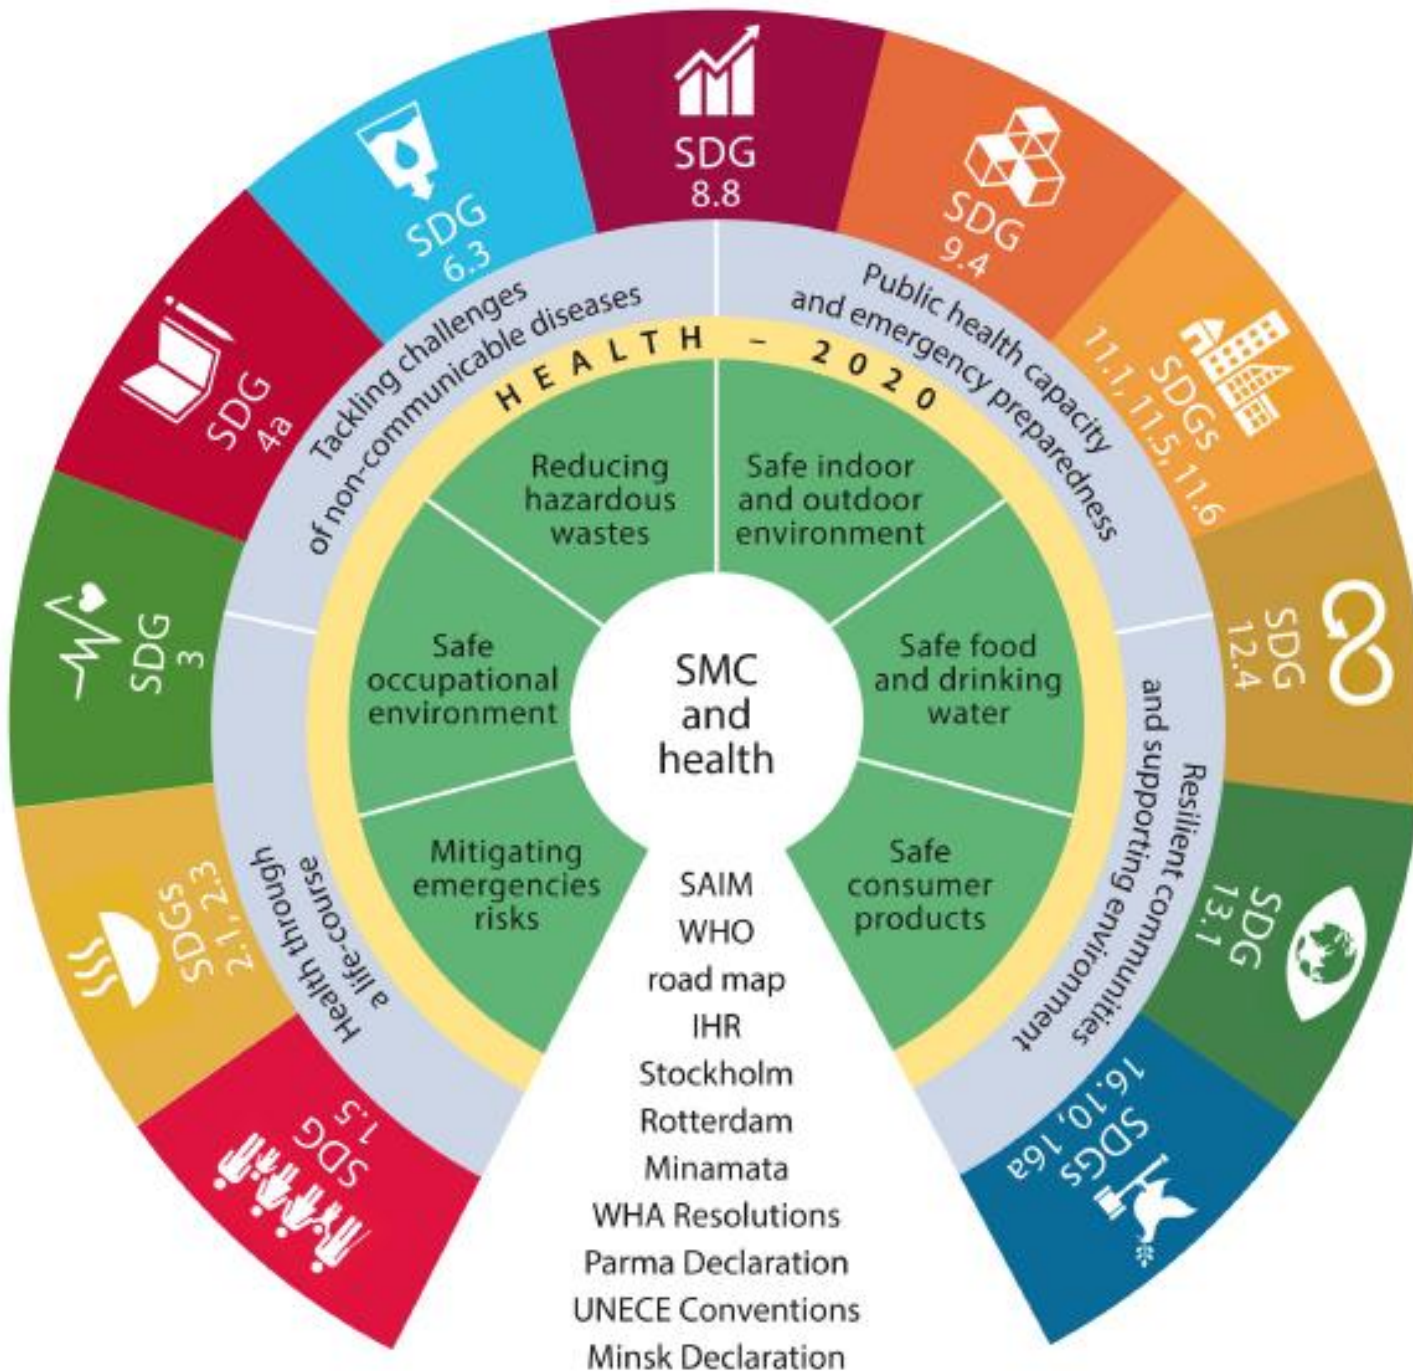 SDG
1.5
SDGs
2.1, 2.3
SDG
3
SDG
4a
SDG
6.3
SDG
8.8
SDG
9.4
SDGs
11.1, 11.5, 11.6
SDG
12.4
SDG
13.1
SDGs
16.10, 16a
Health through
a life-course
Tackling challenges
of non-communicable diseases
Public health capacity
and emergency preparedness
Resilient communities
and supporting environment
HEALTH – 2020
Mitigating
emergencies
risks
Safe
occupational
environment
Reducing
hazardous
wastes
Safe indoor
and outdoor
environment
Safe food
and drinking
water
Safe
consumer
products
SMC
and
health
SAIM
WHO
road map
IHR
Stockholm
Rotterdam
Minamata
WHA Resolutions
Parma Declaration
UNECE Conventions
Minsk Declaration